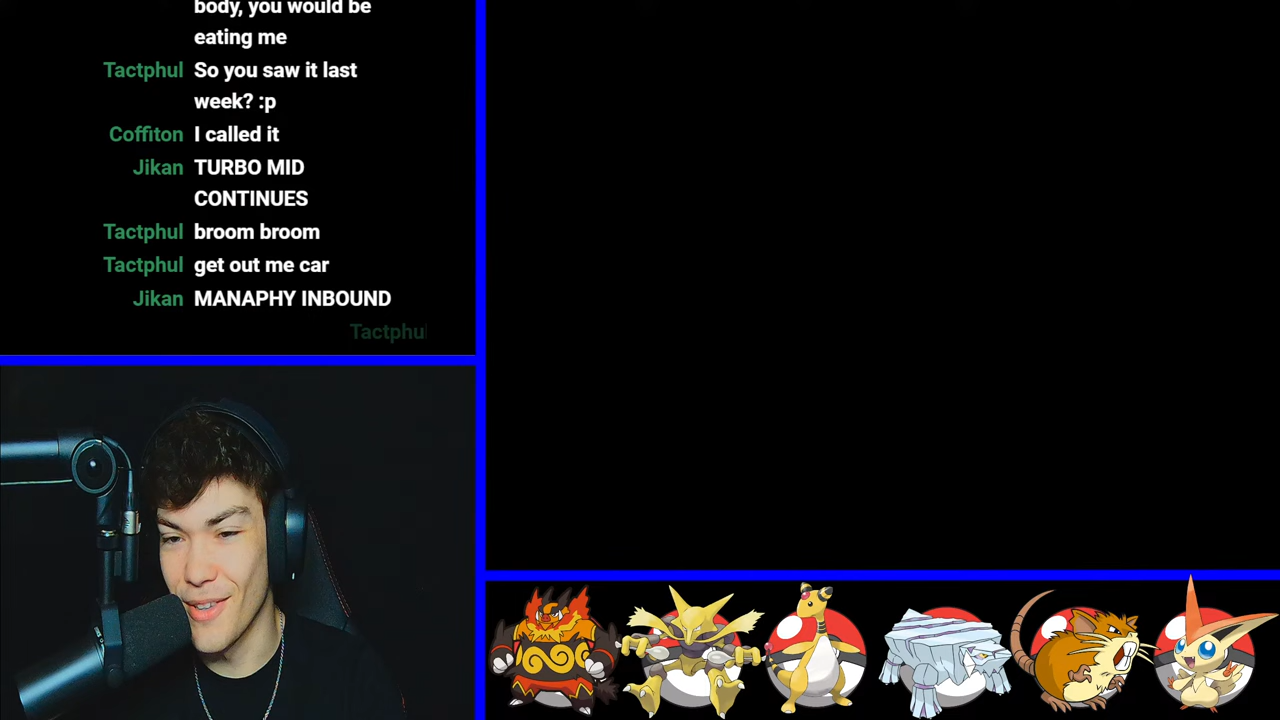 body, you would be
eating me
Tactphul So you saw it last
week? :p
Coffiton I called it
Jikan TURBO MID
CONTINUES
Tactphul broom broom
Tactphul get out me car
Jikan MANAPHY INBOUND
Tactphul